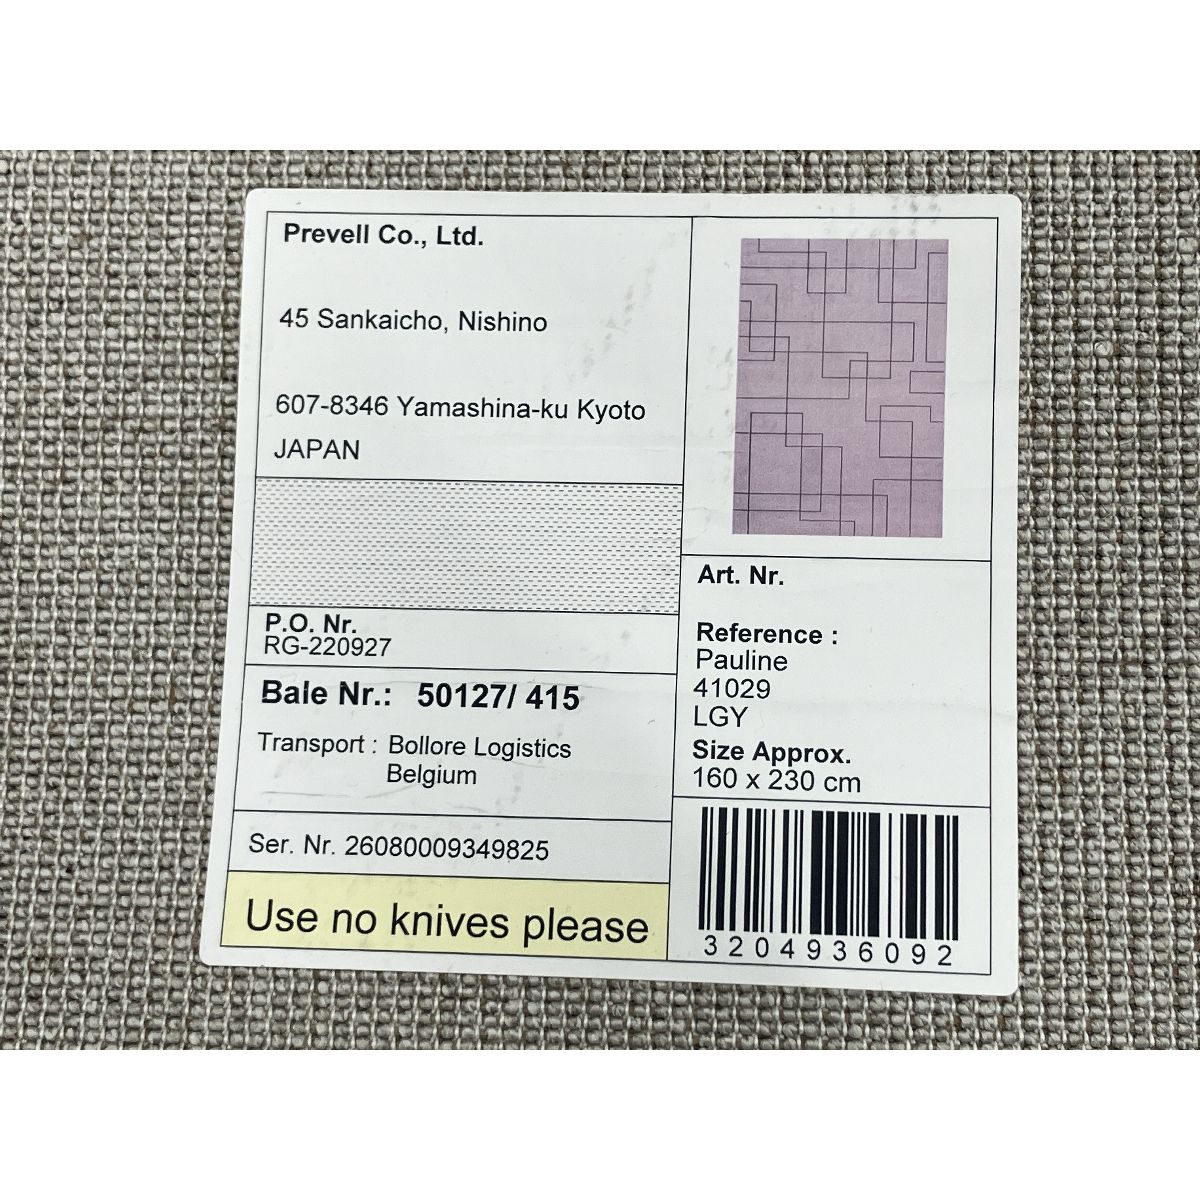 Prevell Co., Ltd.
45 Sankaicho, Nishino
607-8346 Yamashina-ku Kyoto
JAPAN
P.O. Nr.
RG-220927
Bale Nr.: 50127/ 415
Transport : Bollore Logistics
Belgium
Ser. Nr. 26080009349825
Use no knives please
Art. Nr.
Reference :
Pauline
41029
LGY
Size Approx.
160 x 230 cm
3204936092